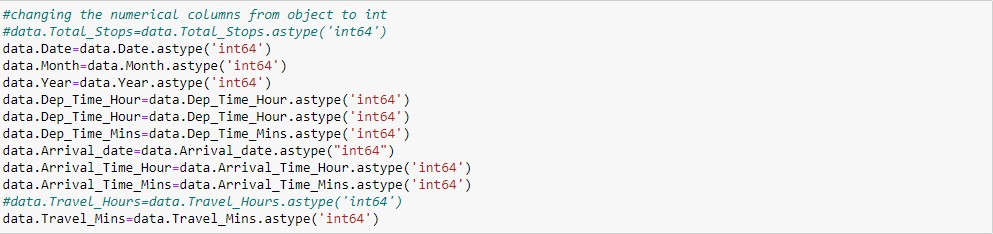 #changing the numerical columns from object to int
#data.Total_Stops=data.Total_Stops.astype('int64')
data.Date=data.Date.astype('int64')
data.Month=data.Month.astype('int64')
data.Year=data.Year.astype('int64')
data.Dep_Time_Hour=data.Dep_Time_Hour.astype('int64')
data.Dep_Time_Hour=data.Dep_Time_Hour.astype('int64')
data.Dep_Time_Mins=data.Dep_Time_Mins.astype('int64')
data.Arrival_date=data.Arrival_date.astype("int64")
data.Arrival_Time_Hour=data.Arrival_Time_Hour.astype('int64')
data.Arrival_Time_Mins=data.Arrival_Time_Mins.astype('int64')
#data.Travel_Hours=data.Travel_Hours.astype('int64')
data.Travel_Mins=data.Travel_Mins.astype('int64')